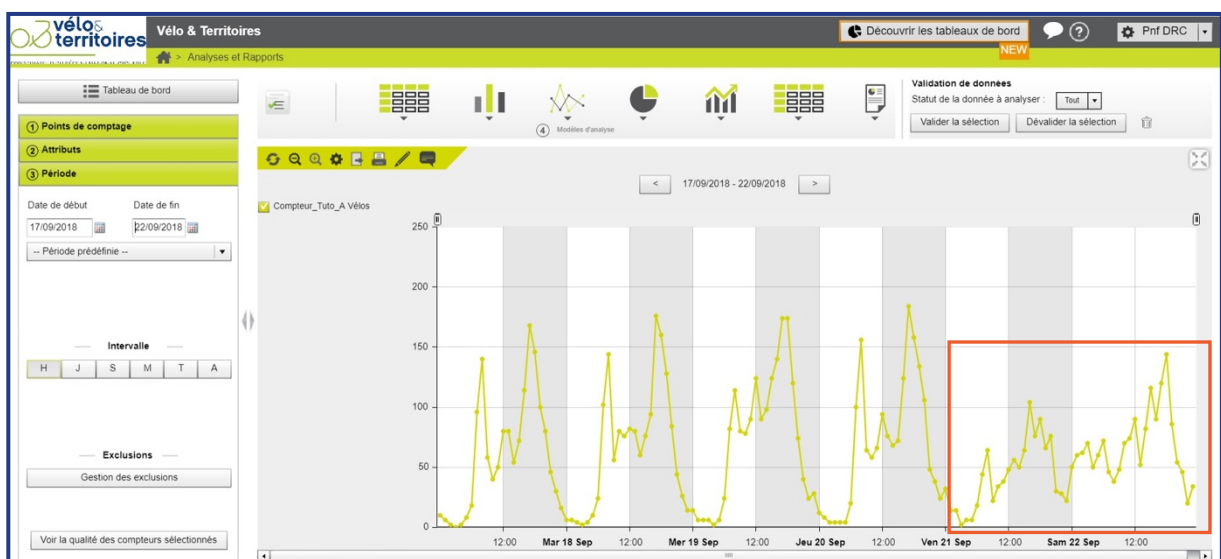 vélo&
territoires
Vélo & Territoires
Découvrir les tableaux de bord
NEW
?
Pnf DRC
> Analyses et Rapports
Tableau de bord
1 Points de comptage
2 Attributs
3 Période
Date de début Date de fin
17/09/2018 22/09/2018
-- Période prédéfinie --
Intervalle
H J S M T A
Exclusions
Gestion des exclusions
Voir la qualité des compteurs sélectionnés
4 Modèles d'analyse
Validation de données
Statut de la donnée à analyser : Tout
Valider la sélection Dévalider la sélection
< 17/09/2018 - 22/09/2018 >
Compteur_Tuto_A Vélos
250
200
150
100
50
0
12:00 Mar 18 Sep 12:00 Mer 19 Sep 12:00 Jeu 20 Sep 12:00 Ven 21 Sep 12:00 Sam 22 Sep 12:00